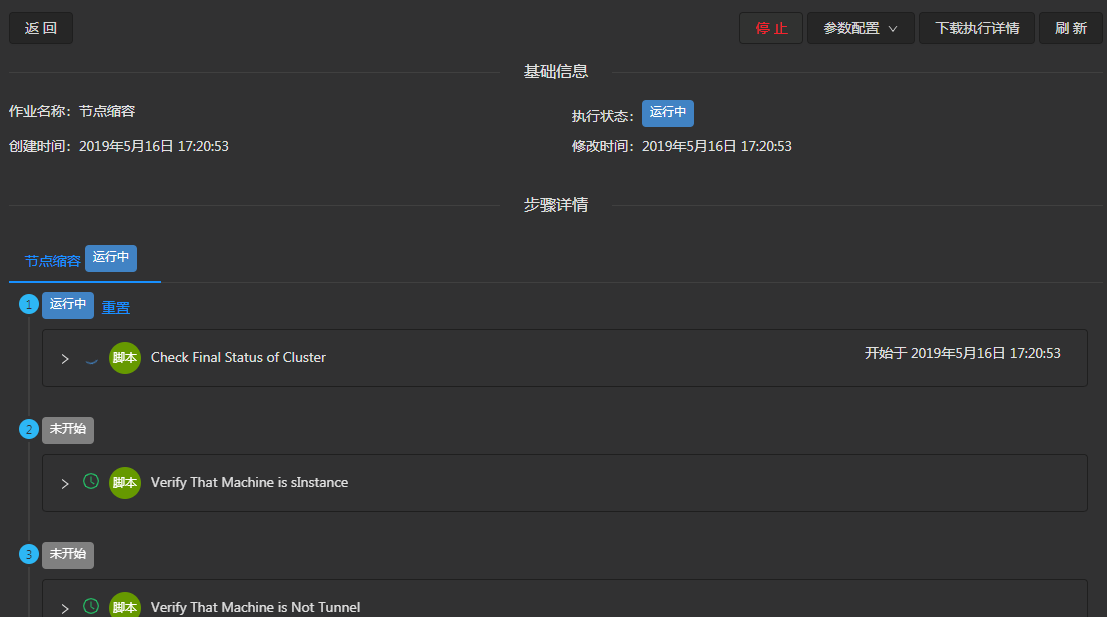 返 回
停 止
参数配置
下载执行详情
刷 新
基础信息
作业名称：节点缩容
执行状态：运行中
创建时间：2019年5月16日 17:20:53
修改时间：2019年5月16日 17:20:53
步骤详情
节点缩容 运行中
1 运行中 重置
脚本 Check Final Status of Cluster
开始于 2019年5月16日 17:20:53
2 未开始
脚本 Verify That Machine is sInstance
3 未开始
脚本 Verify That Machine is Not Tunnel